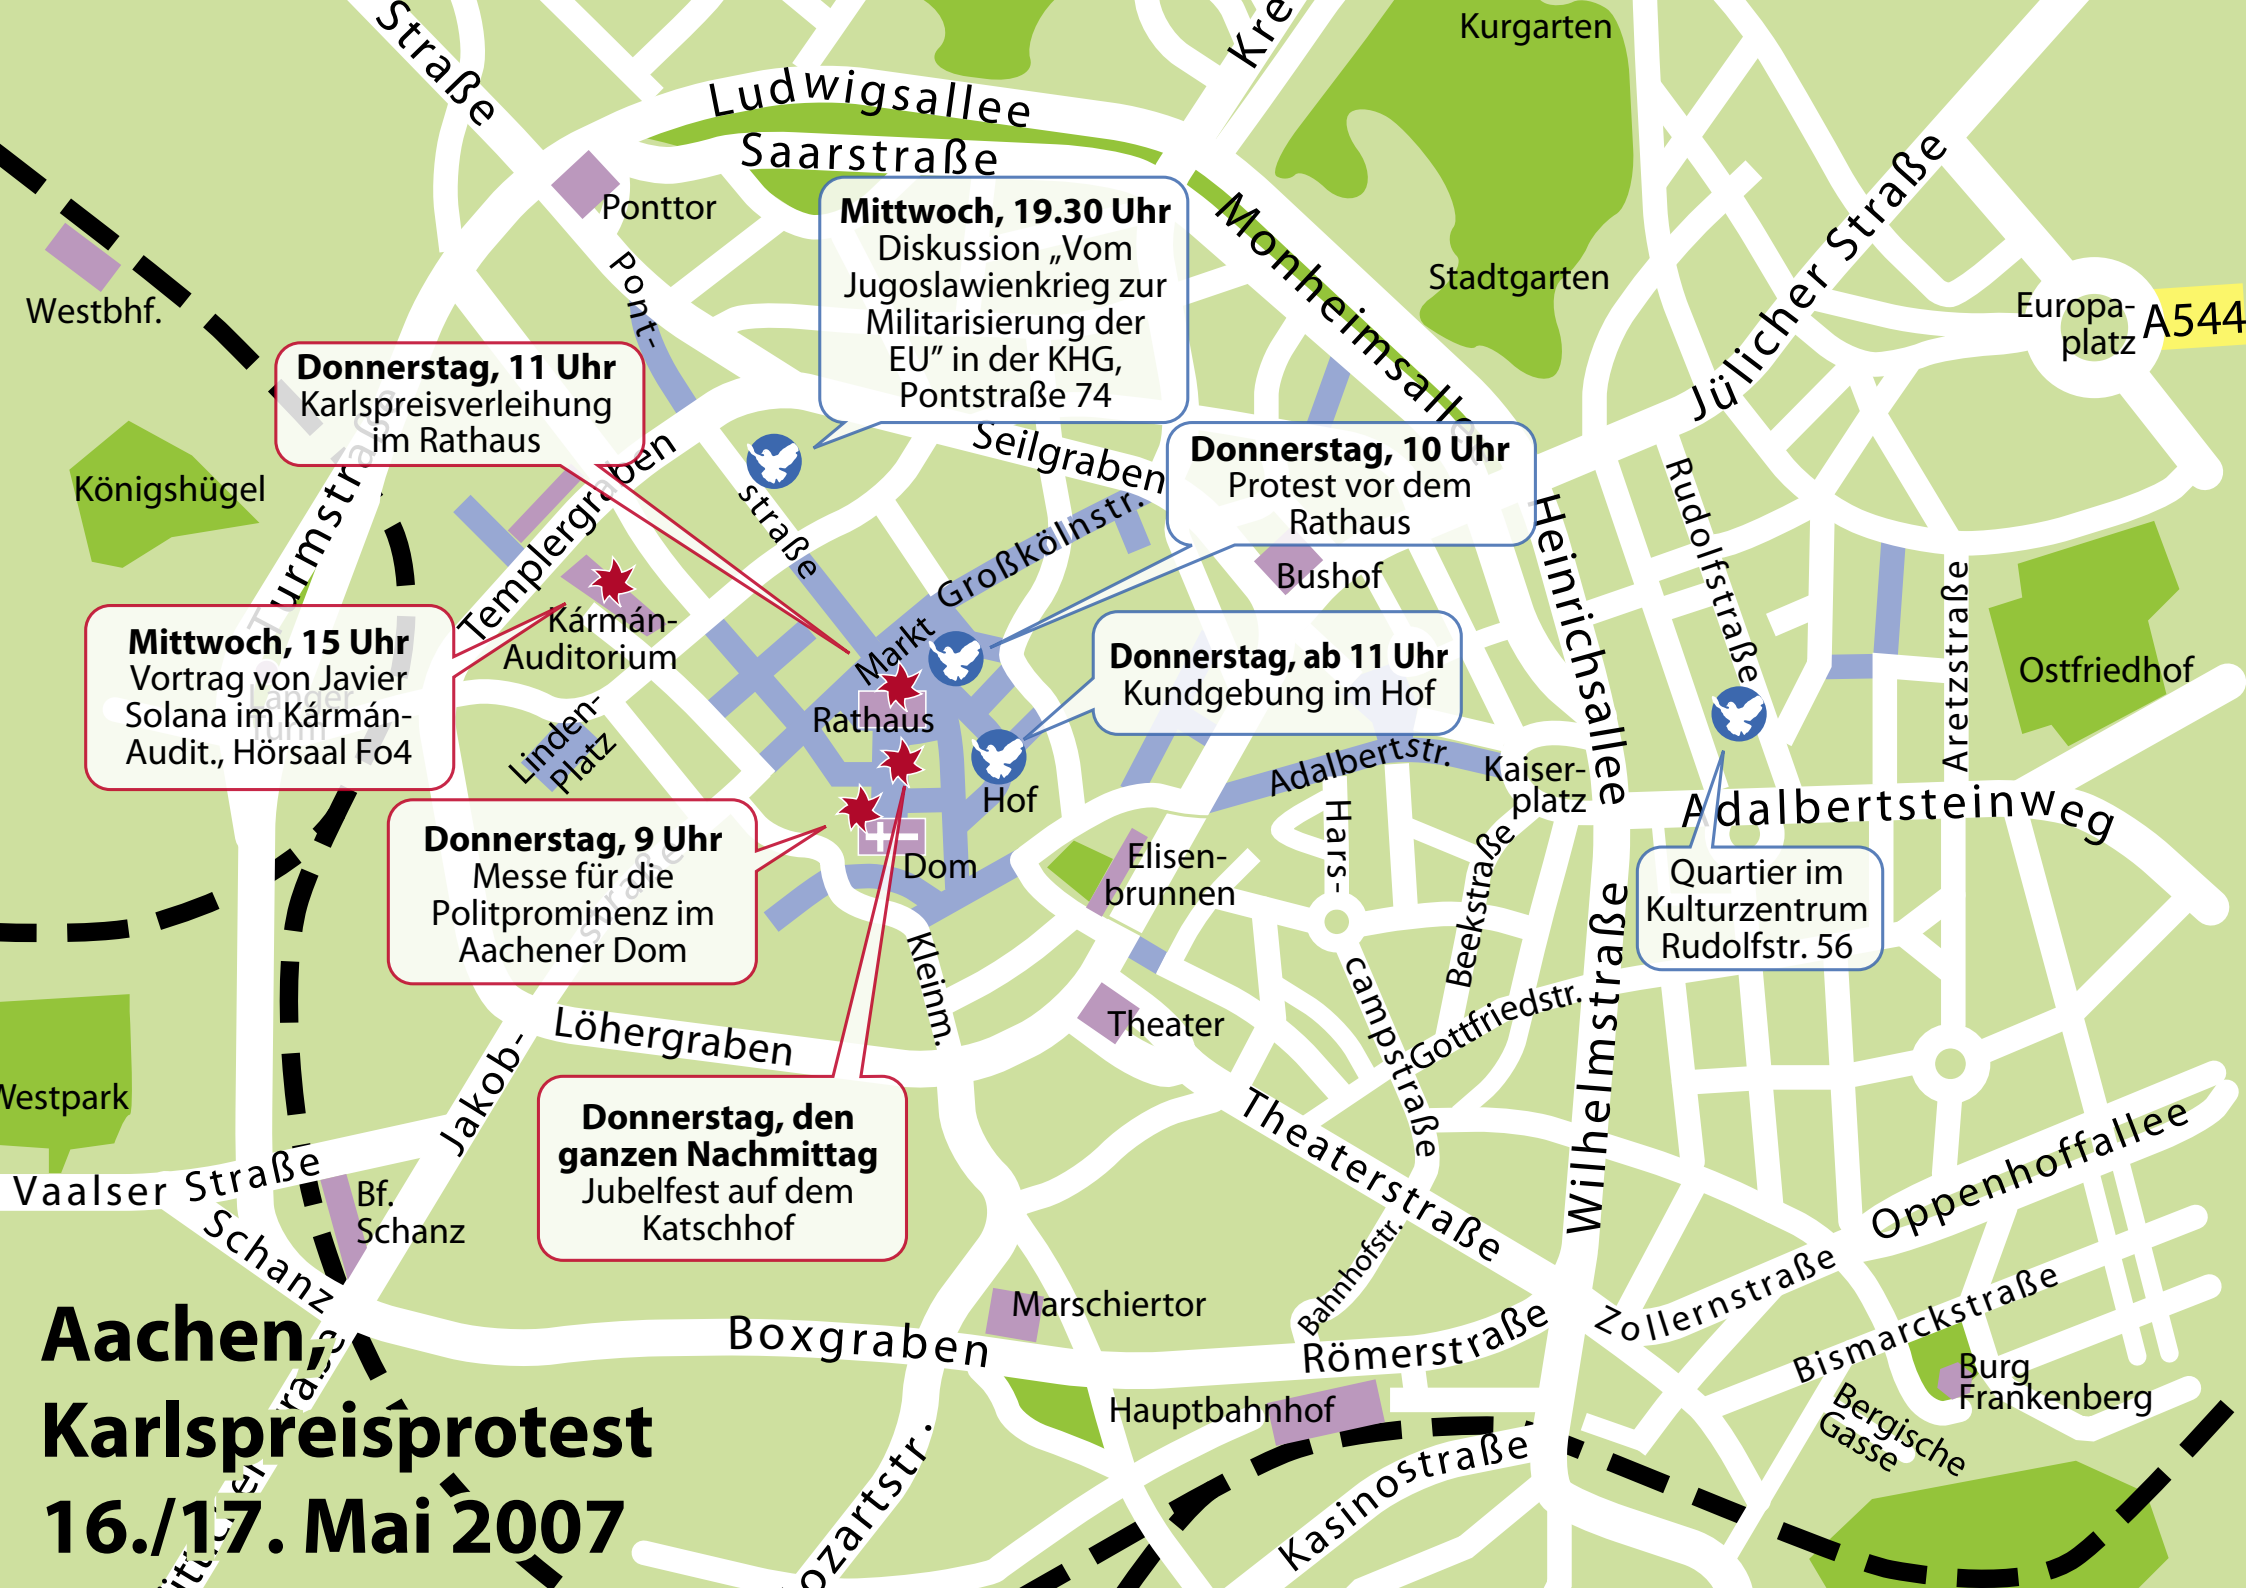 Straße
Kre
Kurgarten
Ludwigsallee
Saarstraße
Ponttor
Mittwoch, 19.30 Uhr
Diskussion „Vom
Jugoslawienkrieg zur
Militarisierung der
EU” in der KHG,
Pontstraße 74
Monheimsallee
Stadtgarten
Jülicher Straße
Europa-
platz
A544
Westbhf.
Pont-
straße
Donnerstag, 11 Uhr
Karlspreisverleihung
im Rathaus
Königshügel
Turmstraße
Templergraben
Seilgraben
Großkölnstr.
Donnerstag, 10 Uhr
Protest vor dem
Rathaus
Bushof
Heinrichsallee
Rudolfstraße
Aretzstraße
Ostfriedhof
Kármán-
Auditorium
Mittwoch, 15 Uhr
Vortrag von Javier
Solana im Kármán-
Audit., Hörsaal Fo4
Langer
Turm
Markt
Rathaus
Donnerstag, ab 11 Uhr
Kundgebung im Hof
Linden-
Platz
Hof
Adalbertstr.
Kaiser-
platz
Adalbertsteinweg
Donnerstag, 9 Uhr
Messe für die
Politprominenz im
Aachener Dom
Dom
Elisen-
brunnen
Hars-
campstraße
Beekstraße
Quartier im
Kulturzentrum
Rudolfstr. 56
Kleinm.
Theater
Gottfriedstr.
Wilhelmstraße
Löhergraben
Jakob-
straße
Westpark
Vaalser Straße
Bf.
Schanz
Schanz
Donnerstag, den
ganzen Nachmittag
Jubelfest auf dem
Katschhof
Theaterstraße
Bahnhofstr.
Oppenhoffallee
Zollernstraße
Bismarckstraße
Marschiertor
Boxgraben
Römerstraße
Burg
Frankenberg
Bergische
Gasse
Hauptbahnhof
Kasinostraße
ozartstr.
Aachen,
Karlspreisprotest
16./17. Mai 2007